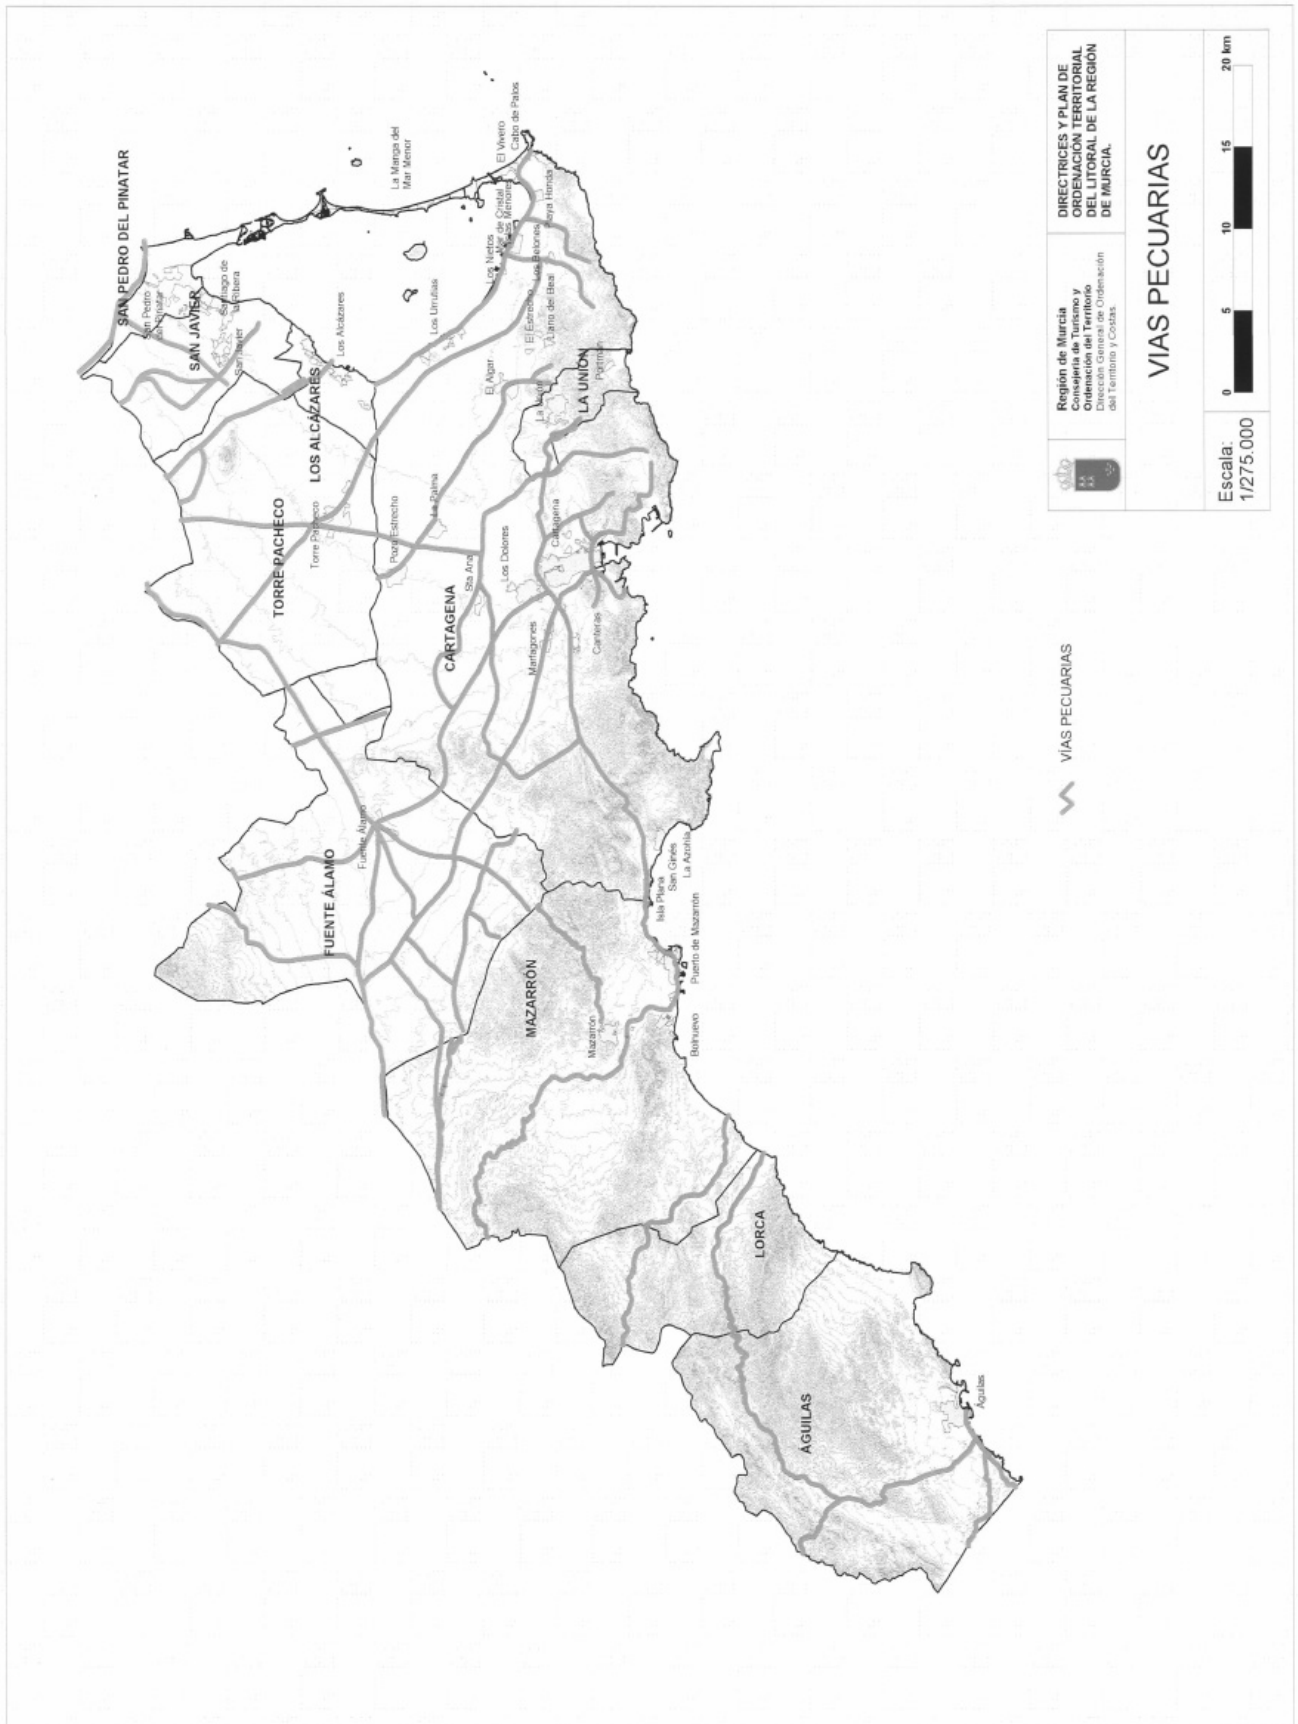 SAN PEDRO DEL PINATAR
San Pedro
del Pinatar
SAN JAVIER
Santiago de
la Ribera
San Javier
La Manga del
Mar Menor
Los Alcázares
LOS ALCÁZARES
Los Urrutias
El Vivero
Cabo de Palos
Mar de Cristal
Islas Menores
Playa Honda
Los Nietos
Los Belones
El Estrecho
Llano del Beal
El Algar
La Unión
LA UNIÓN
Portmán
TORRE PACHECO
Torre Pacheco
Pozo Estrecho
La Palma
CARTAGENA
Sta Ana
Los Dolores
Cartagena
Canteras
FUENTE ÁLAMO
Fuente Álamo
MAZARRÓN
Mazarrón
Isla Plana
San Ginés
La Azohía
Puerto de Mazarrón
Bolnuevo
LORCA
ÁGUILAS
Águilas
VÍAS PECUARIAS
Región de Murcia
Consejería de Turismo y
Ordenación del Territorio
Dirección General de Ordenación
del Territorio y Costas.
DIRECTRICES Y PLAN DE
ORDENACIÓN TERRITORIAL
DEL LITORAL DE LA REGIÓN
DE MURCIA.
VIAS PECUARIAS
Escala:
1/275.000
0 5 10 15 20 km